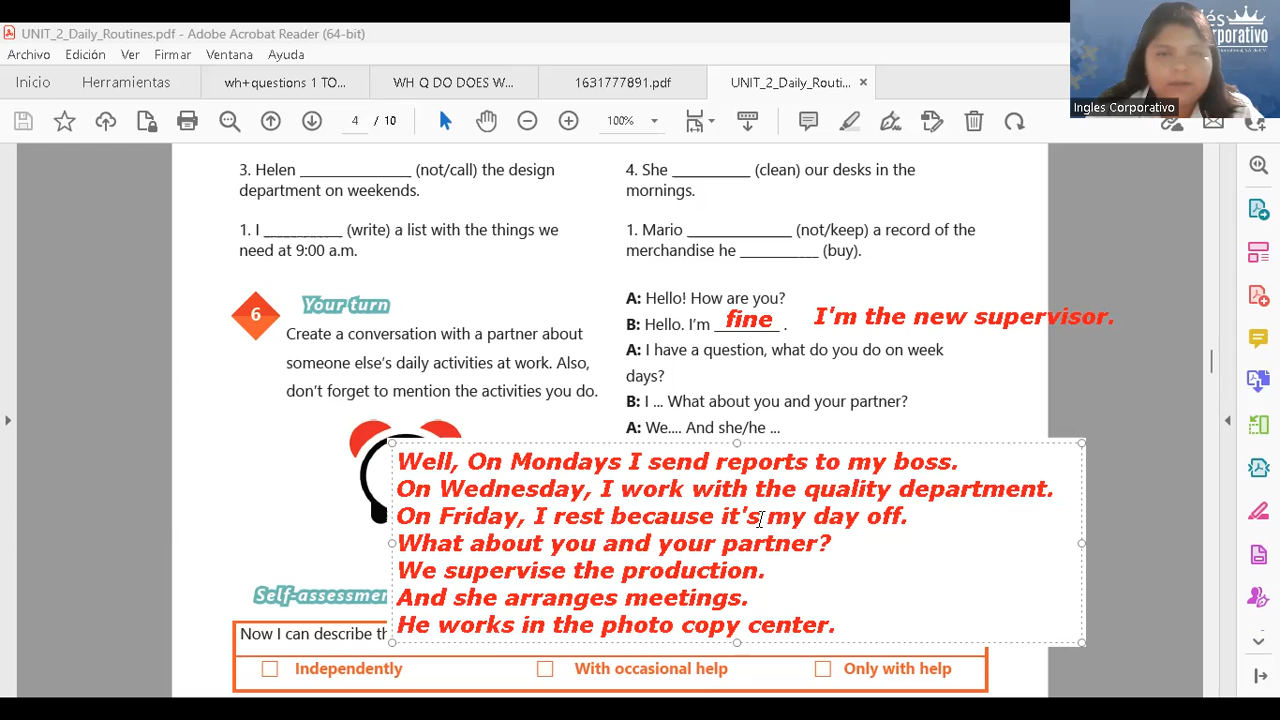 UNIT_2_Daily_Routines.pdf - Adobe Acrobat Reader (64-bit)
Archivo Edición Ver Firmar Ventana Ayuda
Inicio Herramientas wh+questions 1 TO... WH Q DO DOES W... 1631777891.pdf UNIT_2_Daily_Routi... ×
4 / 10 100%
Ingles Corporativo
3. Helen ______________ (not/call) the design
department on weekends.
1. I __________ (write) a list with the things we
need at 9:00 a.m.
4. She __________ (clean) our desks in the
mornings.
1. Mario _____________ (not/keep) a record of the
merchandise he __________ (buy).
6
Your turn
Create a conversation with a partner about
someone else's daily activities at work. Also,
don't forget to mention the activities you do.
A: Hello! How are you?
B: Hello. I'm fine . I'm the new supervisor.
A: I have a question, what do you do on week
days?
B: I ... What about you and your partner?
A: We.... And she/he ...
Well, On Mondays I send reports to my boss.
On Wednesday, I work with the quality department.
On Friday, I rest because it's my day off.
What about you and your partner?
We supervise the production.
And she arranges meetings.
He works in the photo copy center.
Self-assessmen
Now I can describe th
Independently With occasional help Only with help